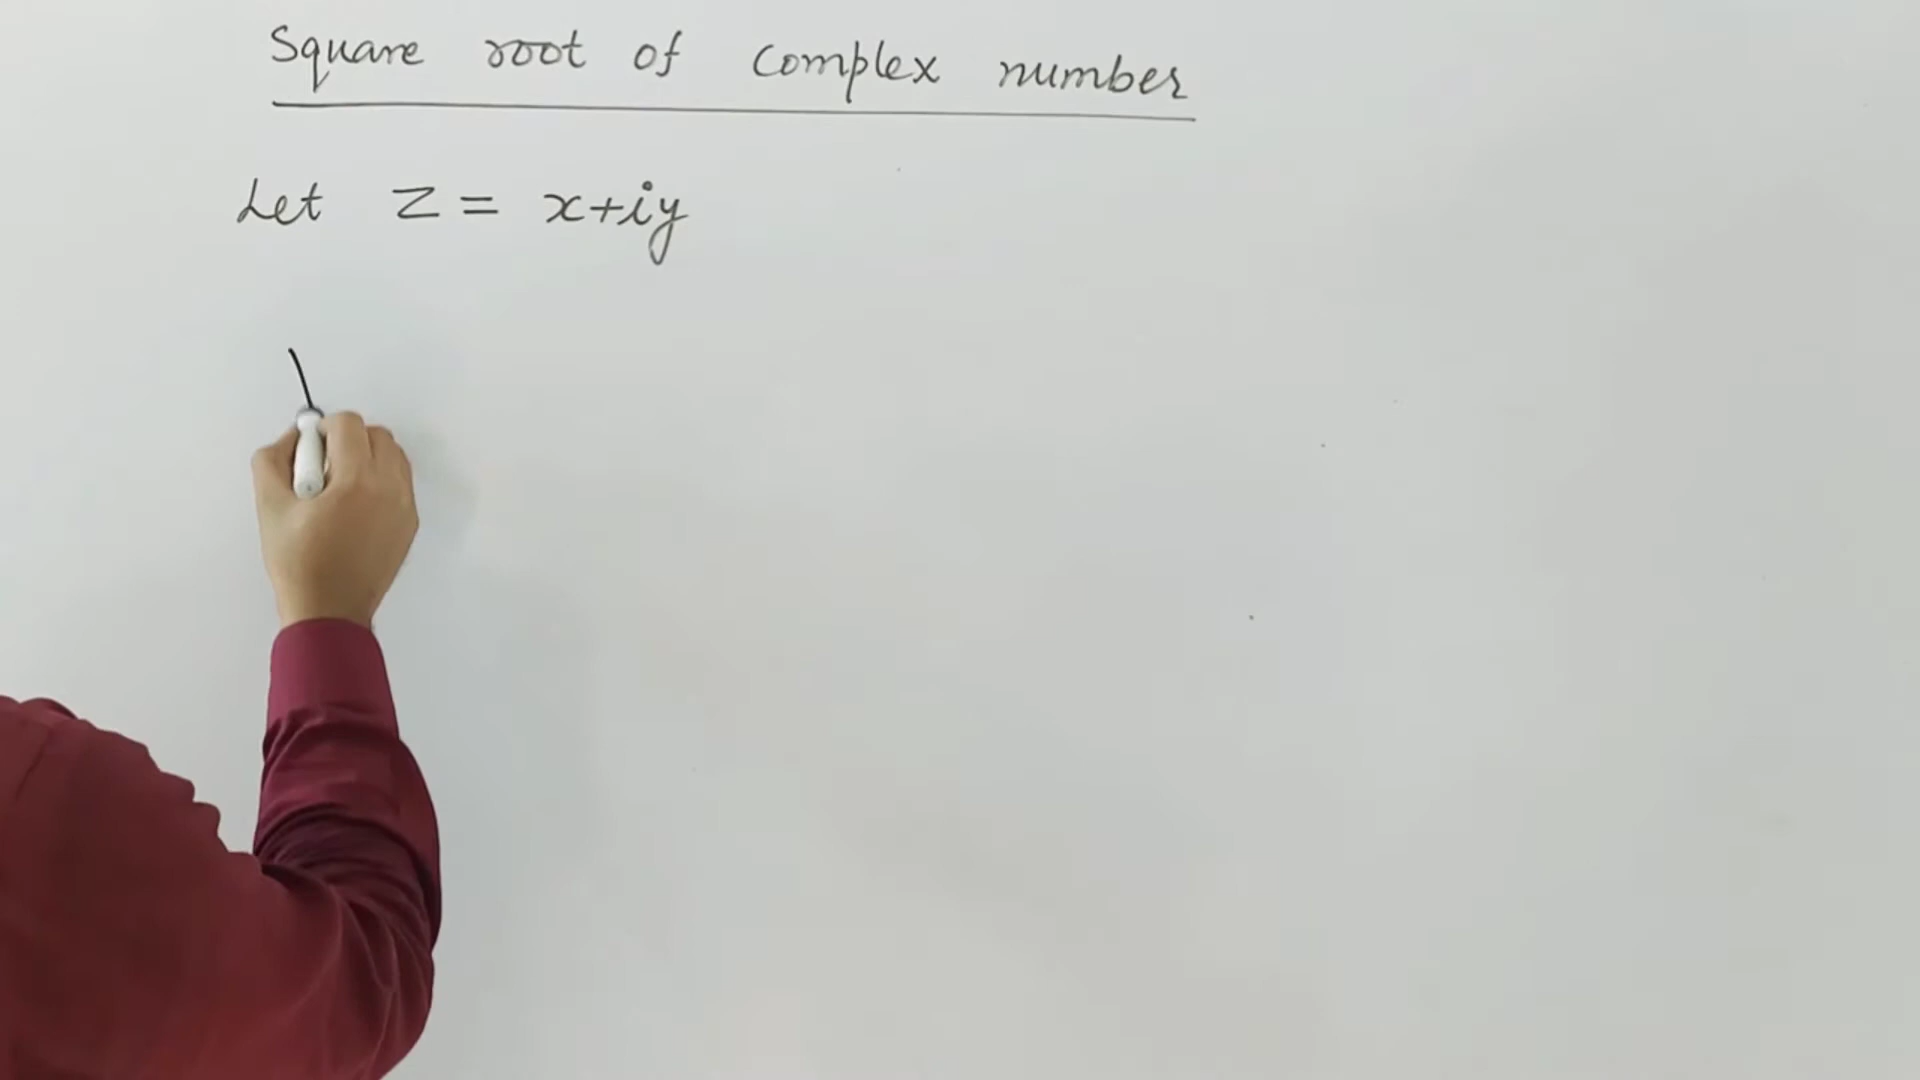 Square root of complex number
Let z = x+iy